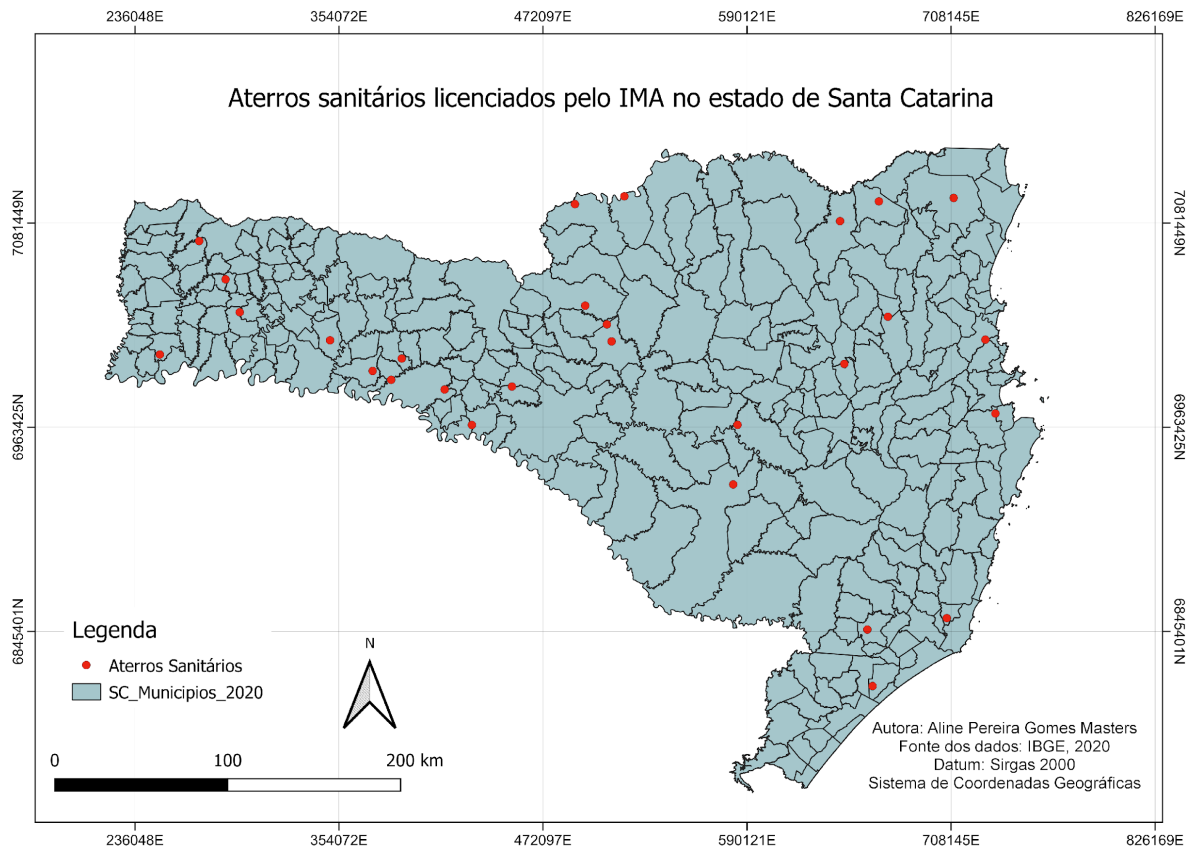 236048E 354072E 472097E 590121E 708145E 826169E
Aterros sanitários licenciados pelo IMA no estado de Santa Catarina
7081449N 7081449N
6963425N 6963425N
6845401N 6845401N
Legenda
Aterros Sanitários
SC_Municipios_2020
N
0 100 200 km
Autora: Aline Pereira Gomes Masters
Fonte dos dados: IBGE, 2020
Datum: Sirgas 2000
Sistema de Coordenadas Geográficas
236048E 354072E 472097E 590121E 708145E 826169E